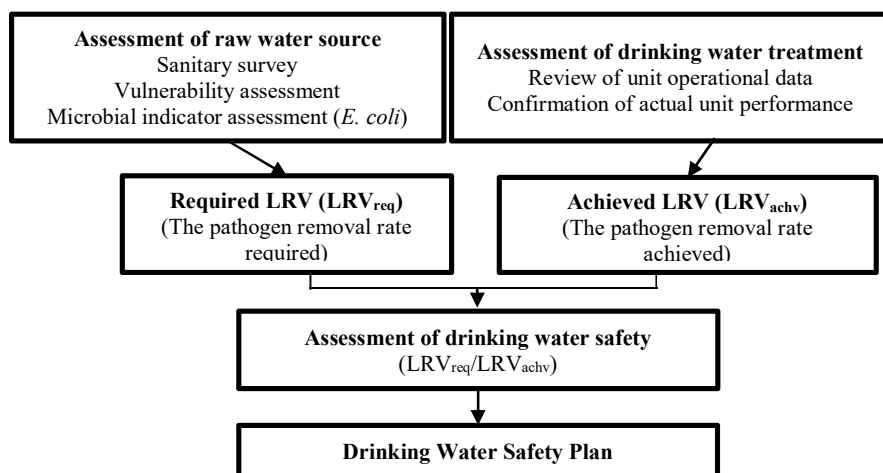 Assessment of raw water source
Sanitary survey
Vulnerability assessment
Microbial indicator assessment (E. coli)
Assessment of drinking water treatment
Review of unit operational data
Confirmation of actual unit performance
Required LRV (LRVreq)
(The pathogen removal rate
required)
Achieved LRV (LRVachv)
(The pathogen removal rate
achieved)
Assessment of drinking water safety
(LRVreq/LRVachv)
Drinking Water Safety Plan